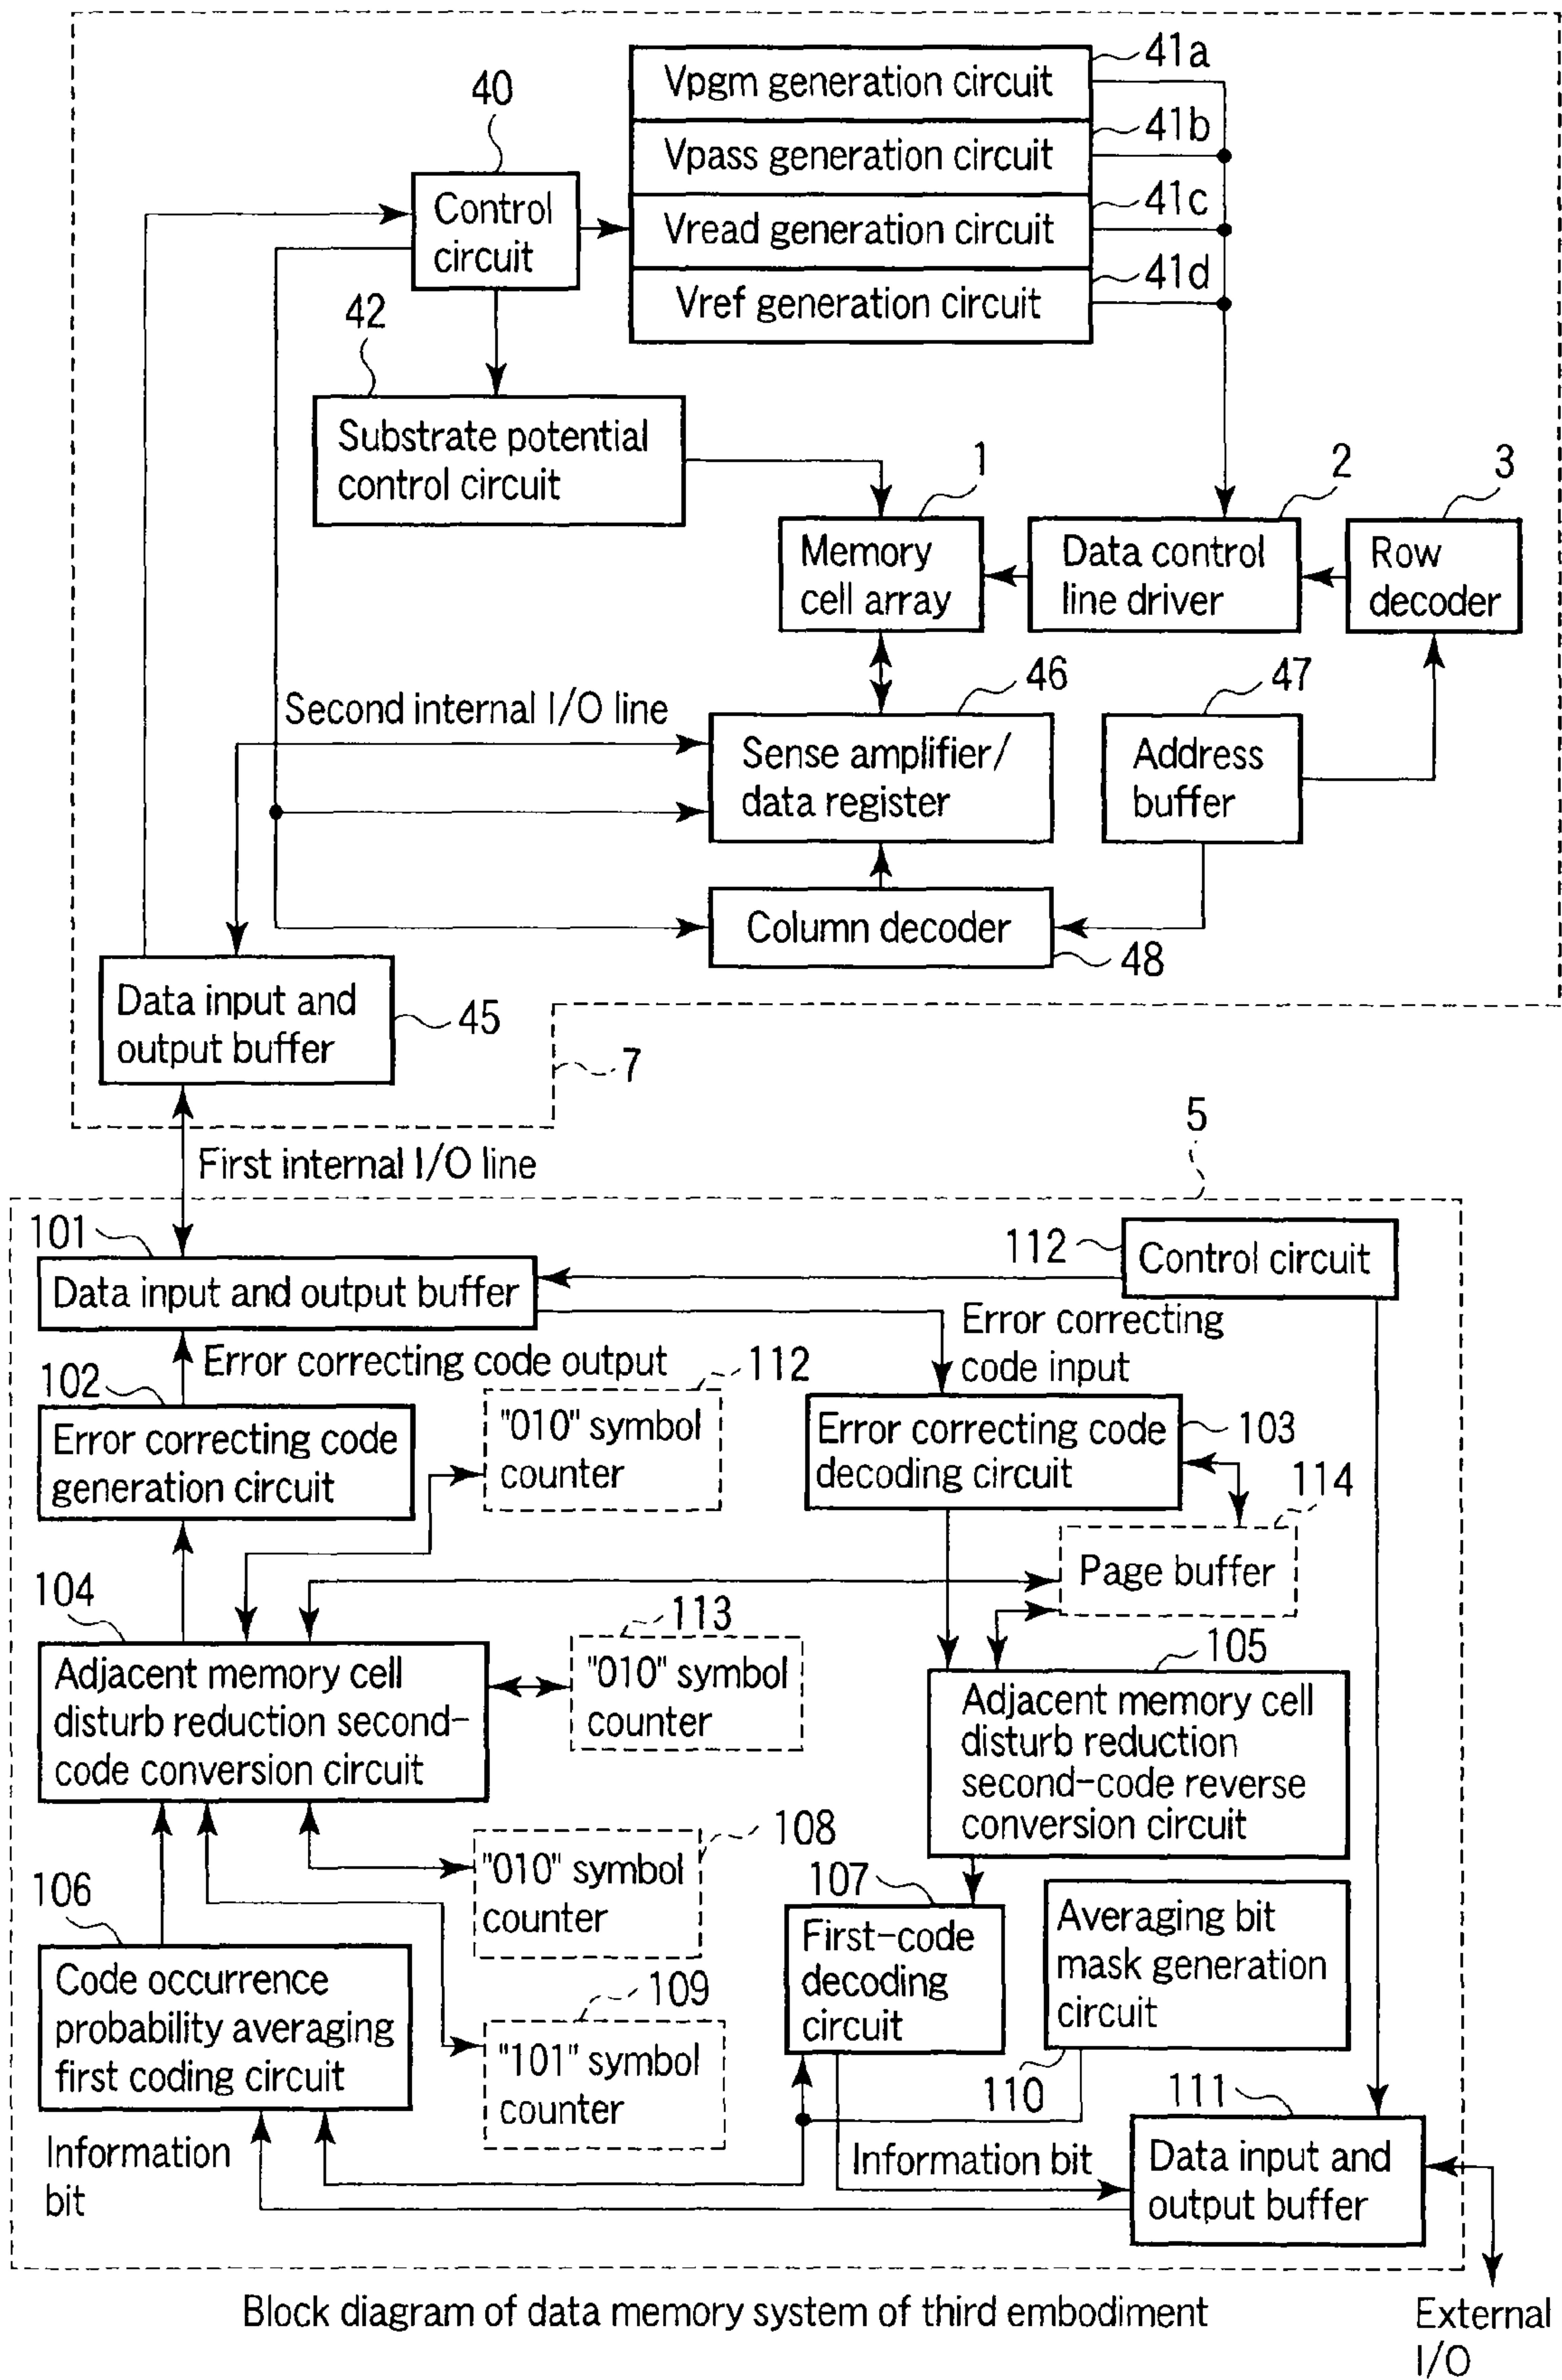 41a
Vpgm generation circuit
40
41b
Vpass generation circuit
41c
Control
circuit
Vread generation circuit
41d
Vref generation circuit
42
Substrate potential
control circuit
1
2
3
Memory
cell array
Data control
line driver
Row
decoder
46
47
Second internal I/O line
Sense amplifier/
data register
Address
buffer
Column decoder
48
Data input and
output buffer
45
7
5
First internal I/O line
101
112
Control circuit
Data input and output buffer
Error correcting
code input
Error correcting code output
112
102
"010" symbol
counter
Error correcting code
generation circuit
Error correcting code
decoding circuit
103
114
Page buffer
104
113
105
Adjacent memory cell
disturb reduction second-
code conversion circuit
"010" symbol
counter
Adjacent memory cell
disturb reduction
second-code reverse
conversion circuit
108
"010" symbol
counter
106
107
First-code
decoding
circuit
Averaging bit
mask generation
circuit
Code occurrence
probability averaging
first coding circuit
109
"101" symbol
counter
110
111
Information
bit
Information bit
Data input and
output buffer
Block diagram of data memory system of third embodiment
External
I/O